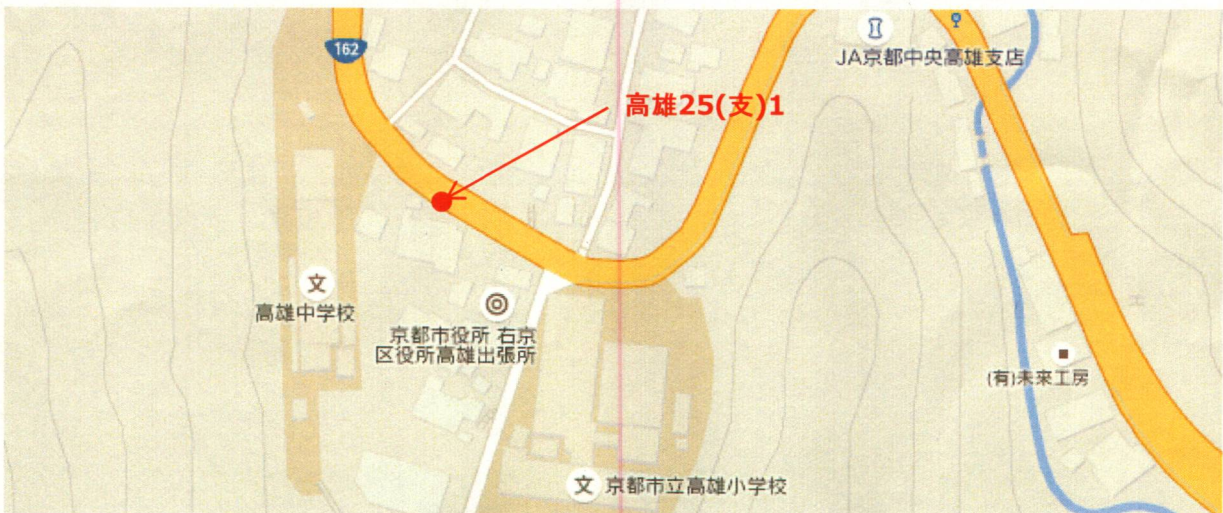 162
JA京都中央高雄支店
高雄25(支)1
文
高雄中学校
京都市役所 右京
区役所高雄出張所
(有)未來工房
文 京都市立高雄小学校